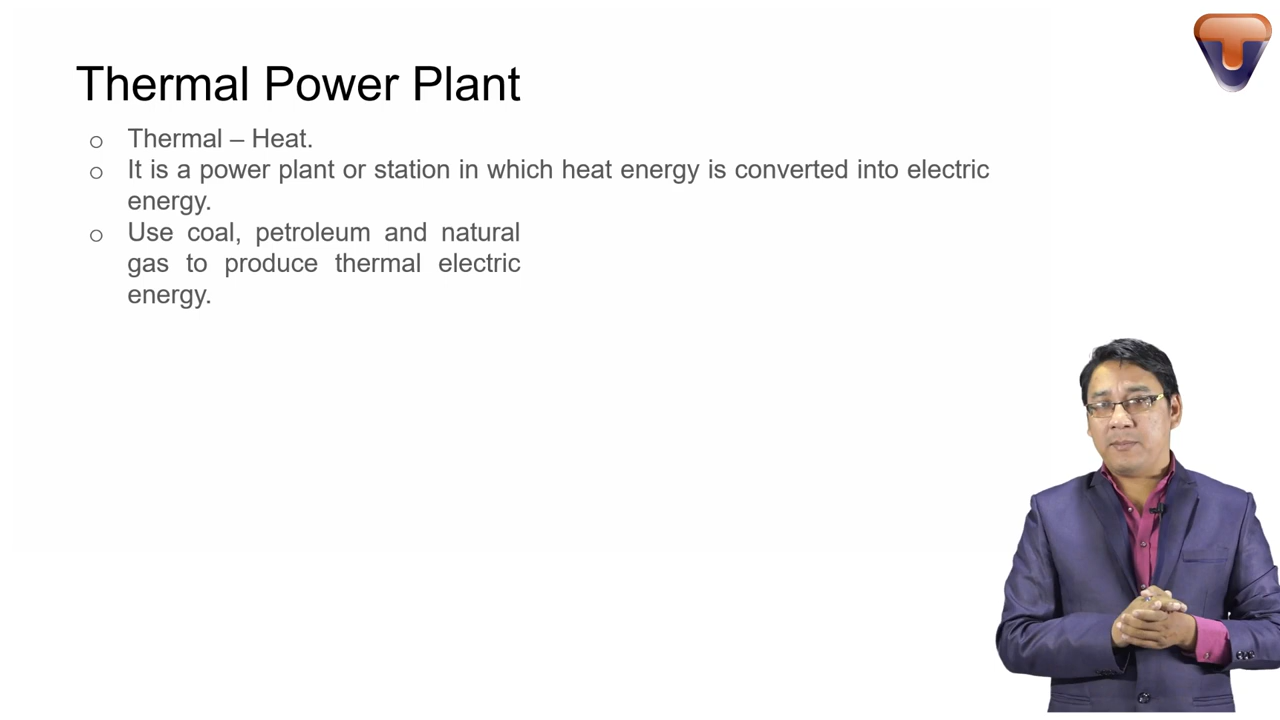 Thermal Power Plant
o Thermal – Heat.
o It is a power plant or station in which heat energy is converted into electric
energy.
o Use coal, petroleum and natural
gas to produce thermal electric
energy.
T